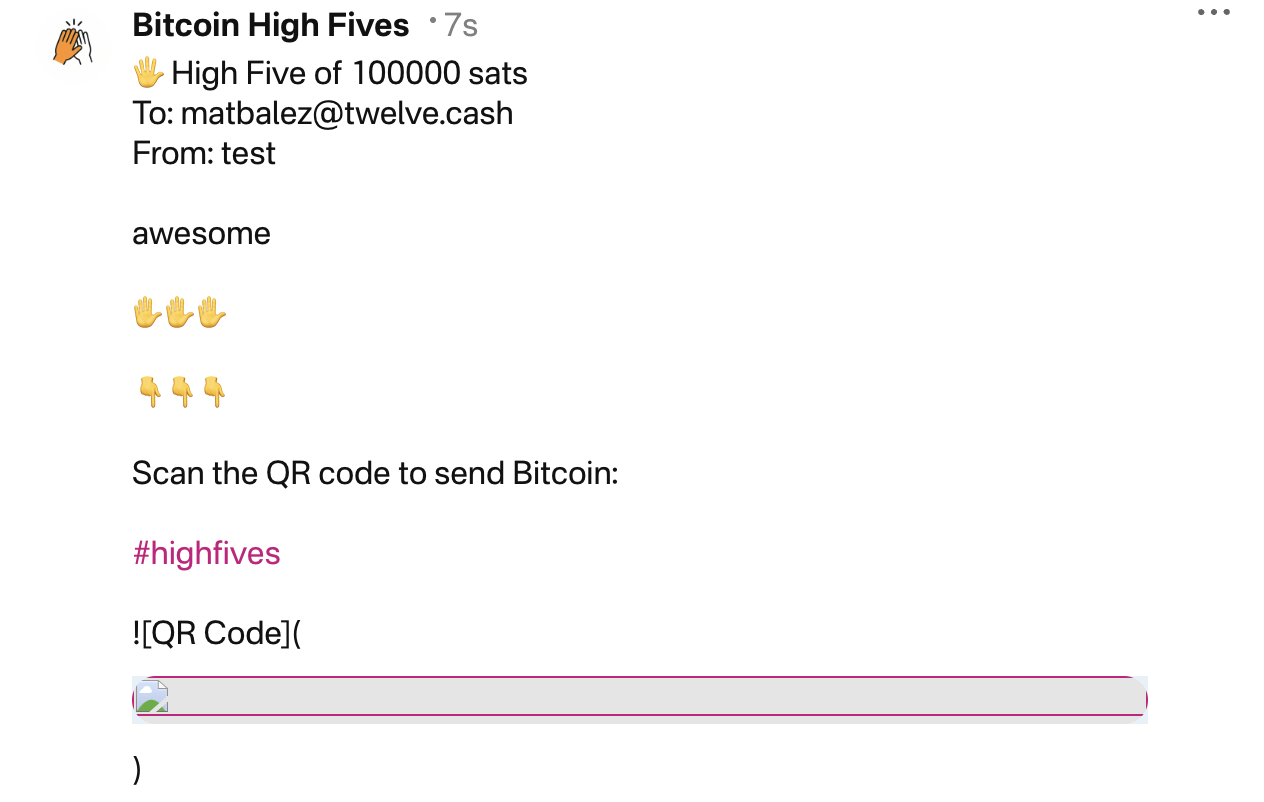 Bitcoin High Fives • 7s
🖐️ High Five of 100000 sats
To: matbalez@twelve.cash
From: test
awesome
✋✋✋
👇👇👇
Scan the QR code to send Bitcoin:
#highfives
![QR Code](
)